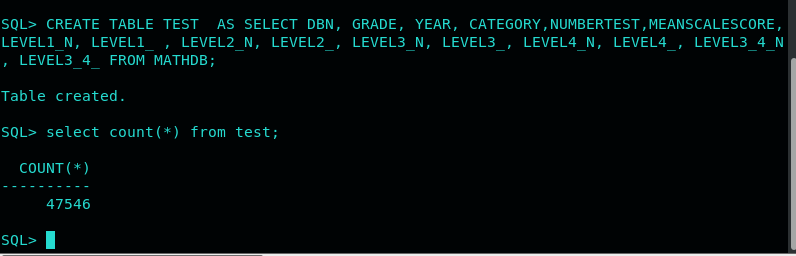 SQL> CREATE TABLE TEST  AS SELECT DBN, GRADE, YEAR, CATEGORY,NUMBERTEST,MEANSCALESCORE,
LEVEL1_N, LEVEL1_ , LEVEL2_N, LEVEL2_, LEVEL3_N, LEVEL3_, LEVEL4_N, LEVEL4_, LEVEL3_4_N
, LEVEL3_4_ FROM MATHDB;
Table created.
SQL> select count(*) from test;
COUNT(*)
----------
47546
SQL>